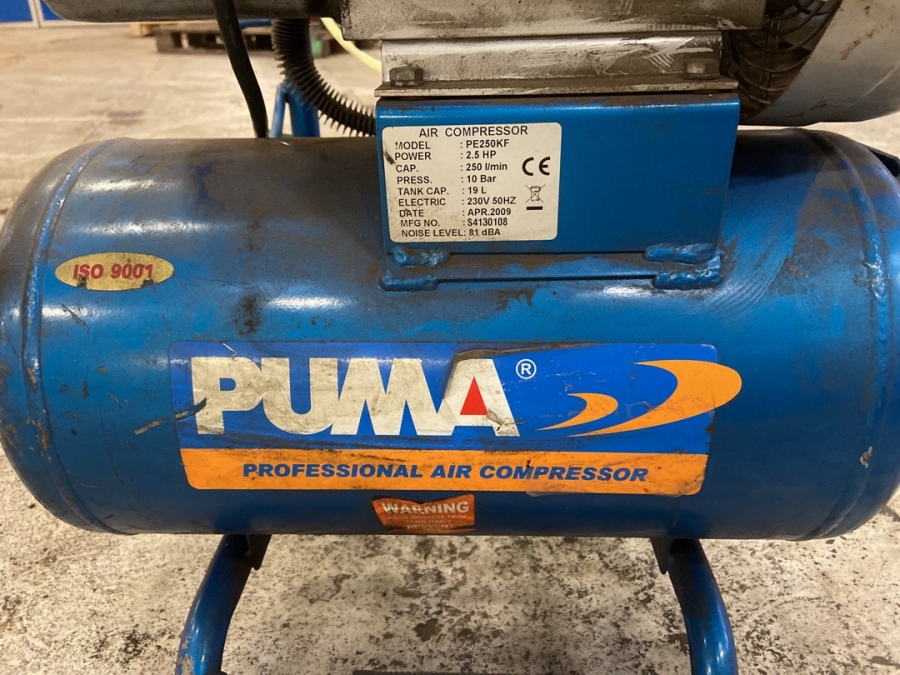 AIR COMPRESSOR
MODEL : PE250KF
POWER : 2.5 HP
CAP. : 250 l/min
PRESS. : 10 Bar
TANK CAP. : 19 L
ELECTRIC : 230V 50HZ
DATE : APR.2009
MFG NO. : S4130108
NOISE LEVEL: 81 dBA
CE
ISO 9001
PUMA®
PROFESSIONAL AIR COMPRESSOR
WARNING